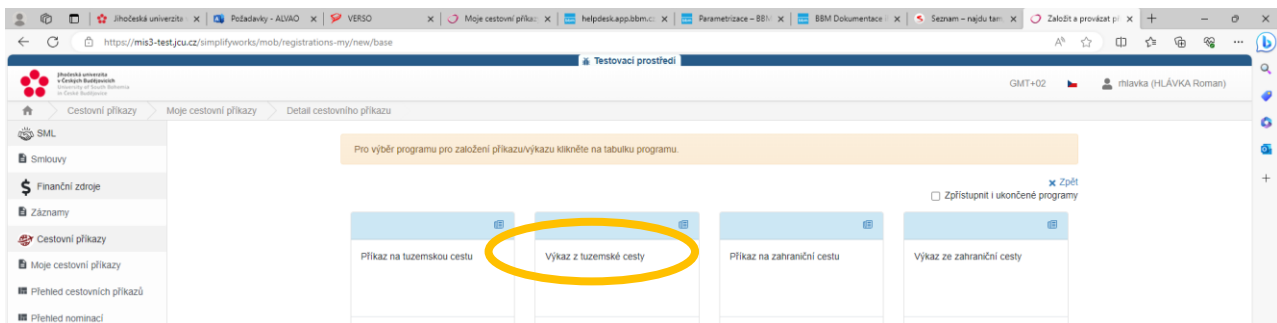 Jihočeská univerzita
Požadavky - ALVAO
VERSO
Moje cestovní příkaz
helpdesk.app.bbm.cz
Parametrizace – BBM
BBM Dokumentace
Seznam – najdu tam
Založit a provázat př
https://mis3-test.jcu.cz/simplifyworks/mob/registrations-my/new/base
Testovací prostředí
Jihočeská univerzita
v Českých Budějovicích
University of South Bohemia
in České Budějovice
GMT+02
rhlavka (HLÁVKA Roman)
Cestovní příkazy
Moje cestovní příkazy
Detail cestovního příkazu
SML
Smlouvy
Finanční zdroje
Záznamy
Cestovní příkazy
Moje cestovní příkazy
Přehled cestovních příkazů
Přehled nominací
Pro výběr programu pro založení příkazu/výkazu klikněte na tabulku programu.
Zpět
Zpřístupnit i ukončené programy
Příkaz na tuzemskou cestu
Výkaz z tuzemské cesty
Příkaz na zahraniční cestu
Výkaz ze zahraniční cesty